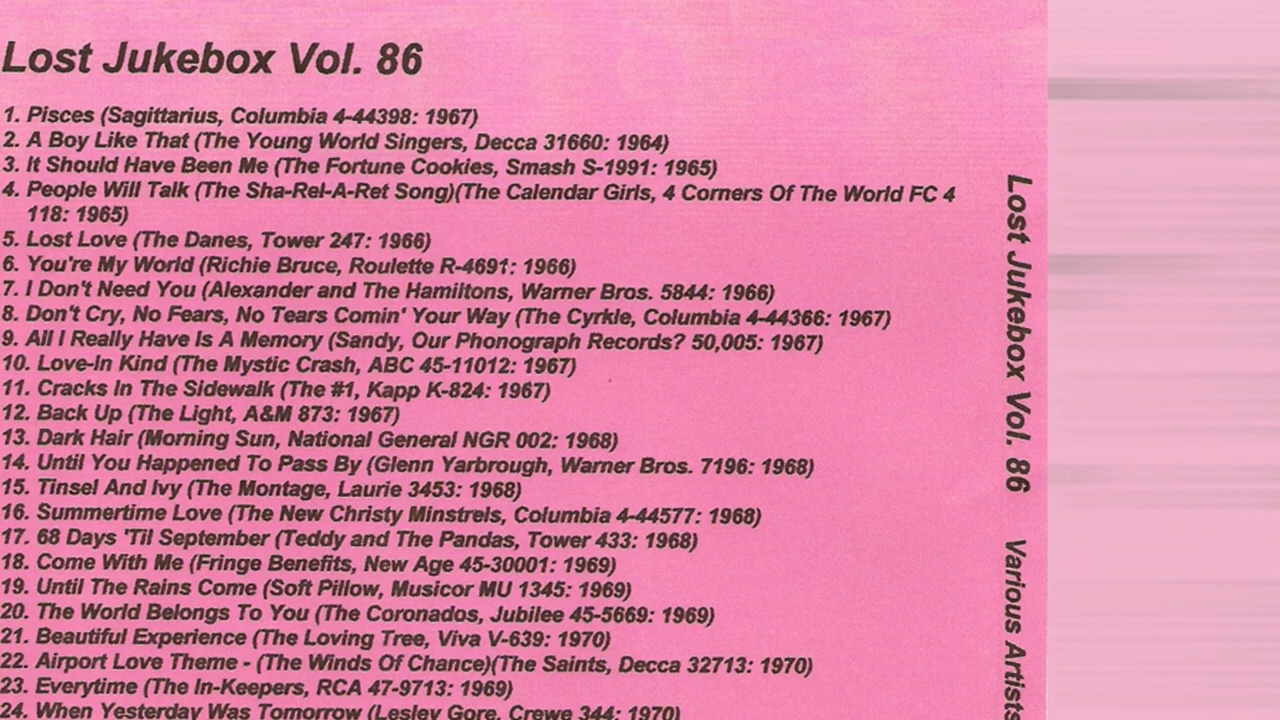 Lost Jukebox Vol. 86
1. Pisces (Sagittarius, Columbia 4-44398: 1967)
2. A Boy Like That (The Young World Singers, Decca 31660: 1964)
3. It Should Have Been Me (The Fortune Cookies, Smash S-1991: 1965)
4. People Will Talk (The Sha-Rel-A-Ret Song)(The Calendar Girls, 4 Corners Of The World FC 4
118: 1965)
5. Lost Love (The Danes, Tower 247: 1966)
6. You're My World (Richie Bruce, Roulette R-4691: 1966)
7. I Don't Need You (Alexander and The Hamiltons, Warner Bros. 5844: 1966)
8. Don't Cry, No Fears, No Tears Comin' Your Way (The Cyrkle, Columbia 4-44366: 1967)
9. All I Really Have Is A Memory (Sandy, Our Phonograph Records? 50,005: 1967)
10. Love-In Kind (The Mystic Crash, ABC 45-11012: 1967)
11. Cracks In The Sidewalk (The #1, Kapp K-824: 1967)
12. Back Up (The Light, A&M 873: 1967)
13. Dark Hair (Morning Sun, National General NGR 002: 1968)
14. Until You Happened To Pass By (Glenn Yarbrough, Warner Bros. 7196: 1968)
15. Tinsel And Ivy (The Montage, Laurie 3453: 1968)
16. Summertime Love (The New Christy Minstrels, Columbia 4-44577: 1968)
17. 68 Days 'Til September (Teddy and The Pandas, Tower 433: 1968)
18. Come With Me (Fringe Benefits, New Age 45-30001: 1969)
19. Until The Rains Come (Soft Pillow, Musicor MU 1345: 1969)
20. The World Belongs To You (The Coronados, Jubilee 45-5669: 1969)
21. Beautiful Experience (The Loving Tree, Viva V-639: 1970)
22. Airport Love Theme - (The Winds Of Chance)(The Saints, Decca 32713: 1970)
23. Everytime (The In-Keepers, RCA 47-9713: 1969)
24. When Yesterday Was Tomorrow (Lesley Gore, Crewe 344: 1970)
Lost Jukebox Vol. 86 Various Artists